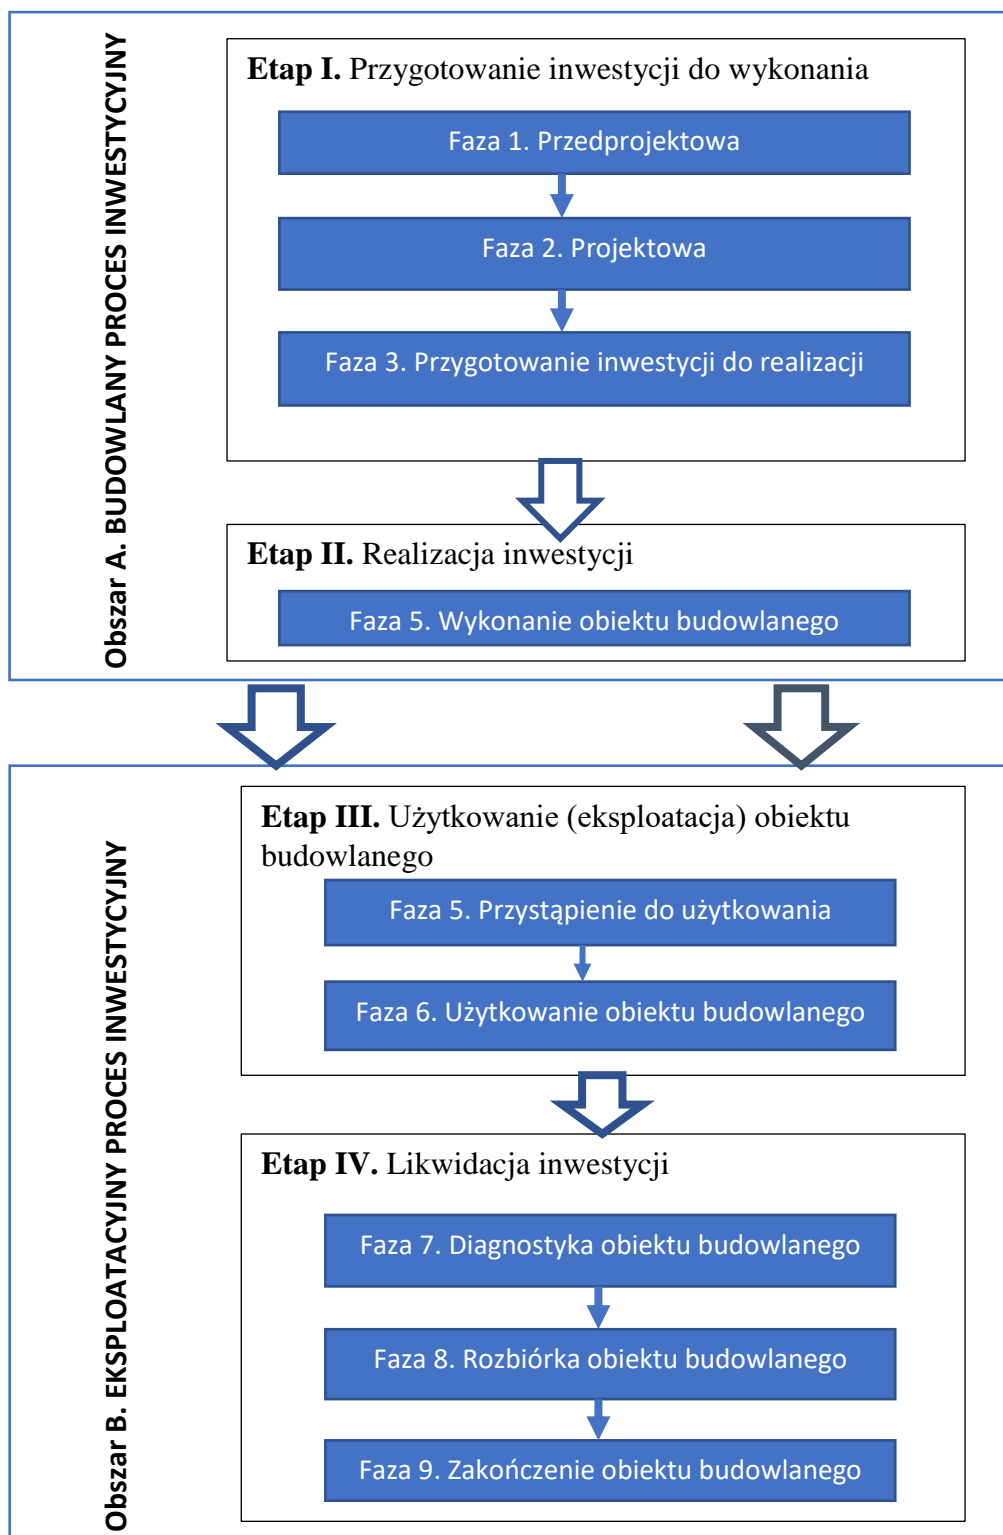 Obszar A. BUDOWLANY PROCES INWESTYCYJNY
Etap I. Przygotowanie inwestycji do wykonania
Faza 1. Przedprojektowa
Faza 2. Projektowa
Faza 3. Przygotowanie inwestycji do realizacji
Etap II. Realizacja inwestycji
Faza 5. Wykonanie obiektu budowlanego
Obszar B. EKSPLOATACYJNY PROCES INWESTYCYJNY
Etap III. Użytkowanie (eksploatacja) obiektu
budowlanego
Faza 5. Przystąpienie do użytkowania
Faza 6. Użytkowanie obiektu budowlanego
Etap IV. Likwidacja inwestycji
Faza 7. Diagnostyka obiektu budowlanego
Faza 8. Rozbiórka obiektu budowlanego
Faza 9. Zakończenie obiektu budowlanego